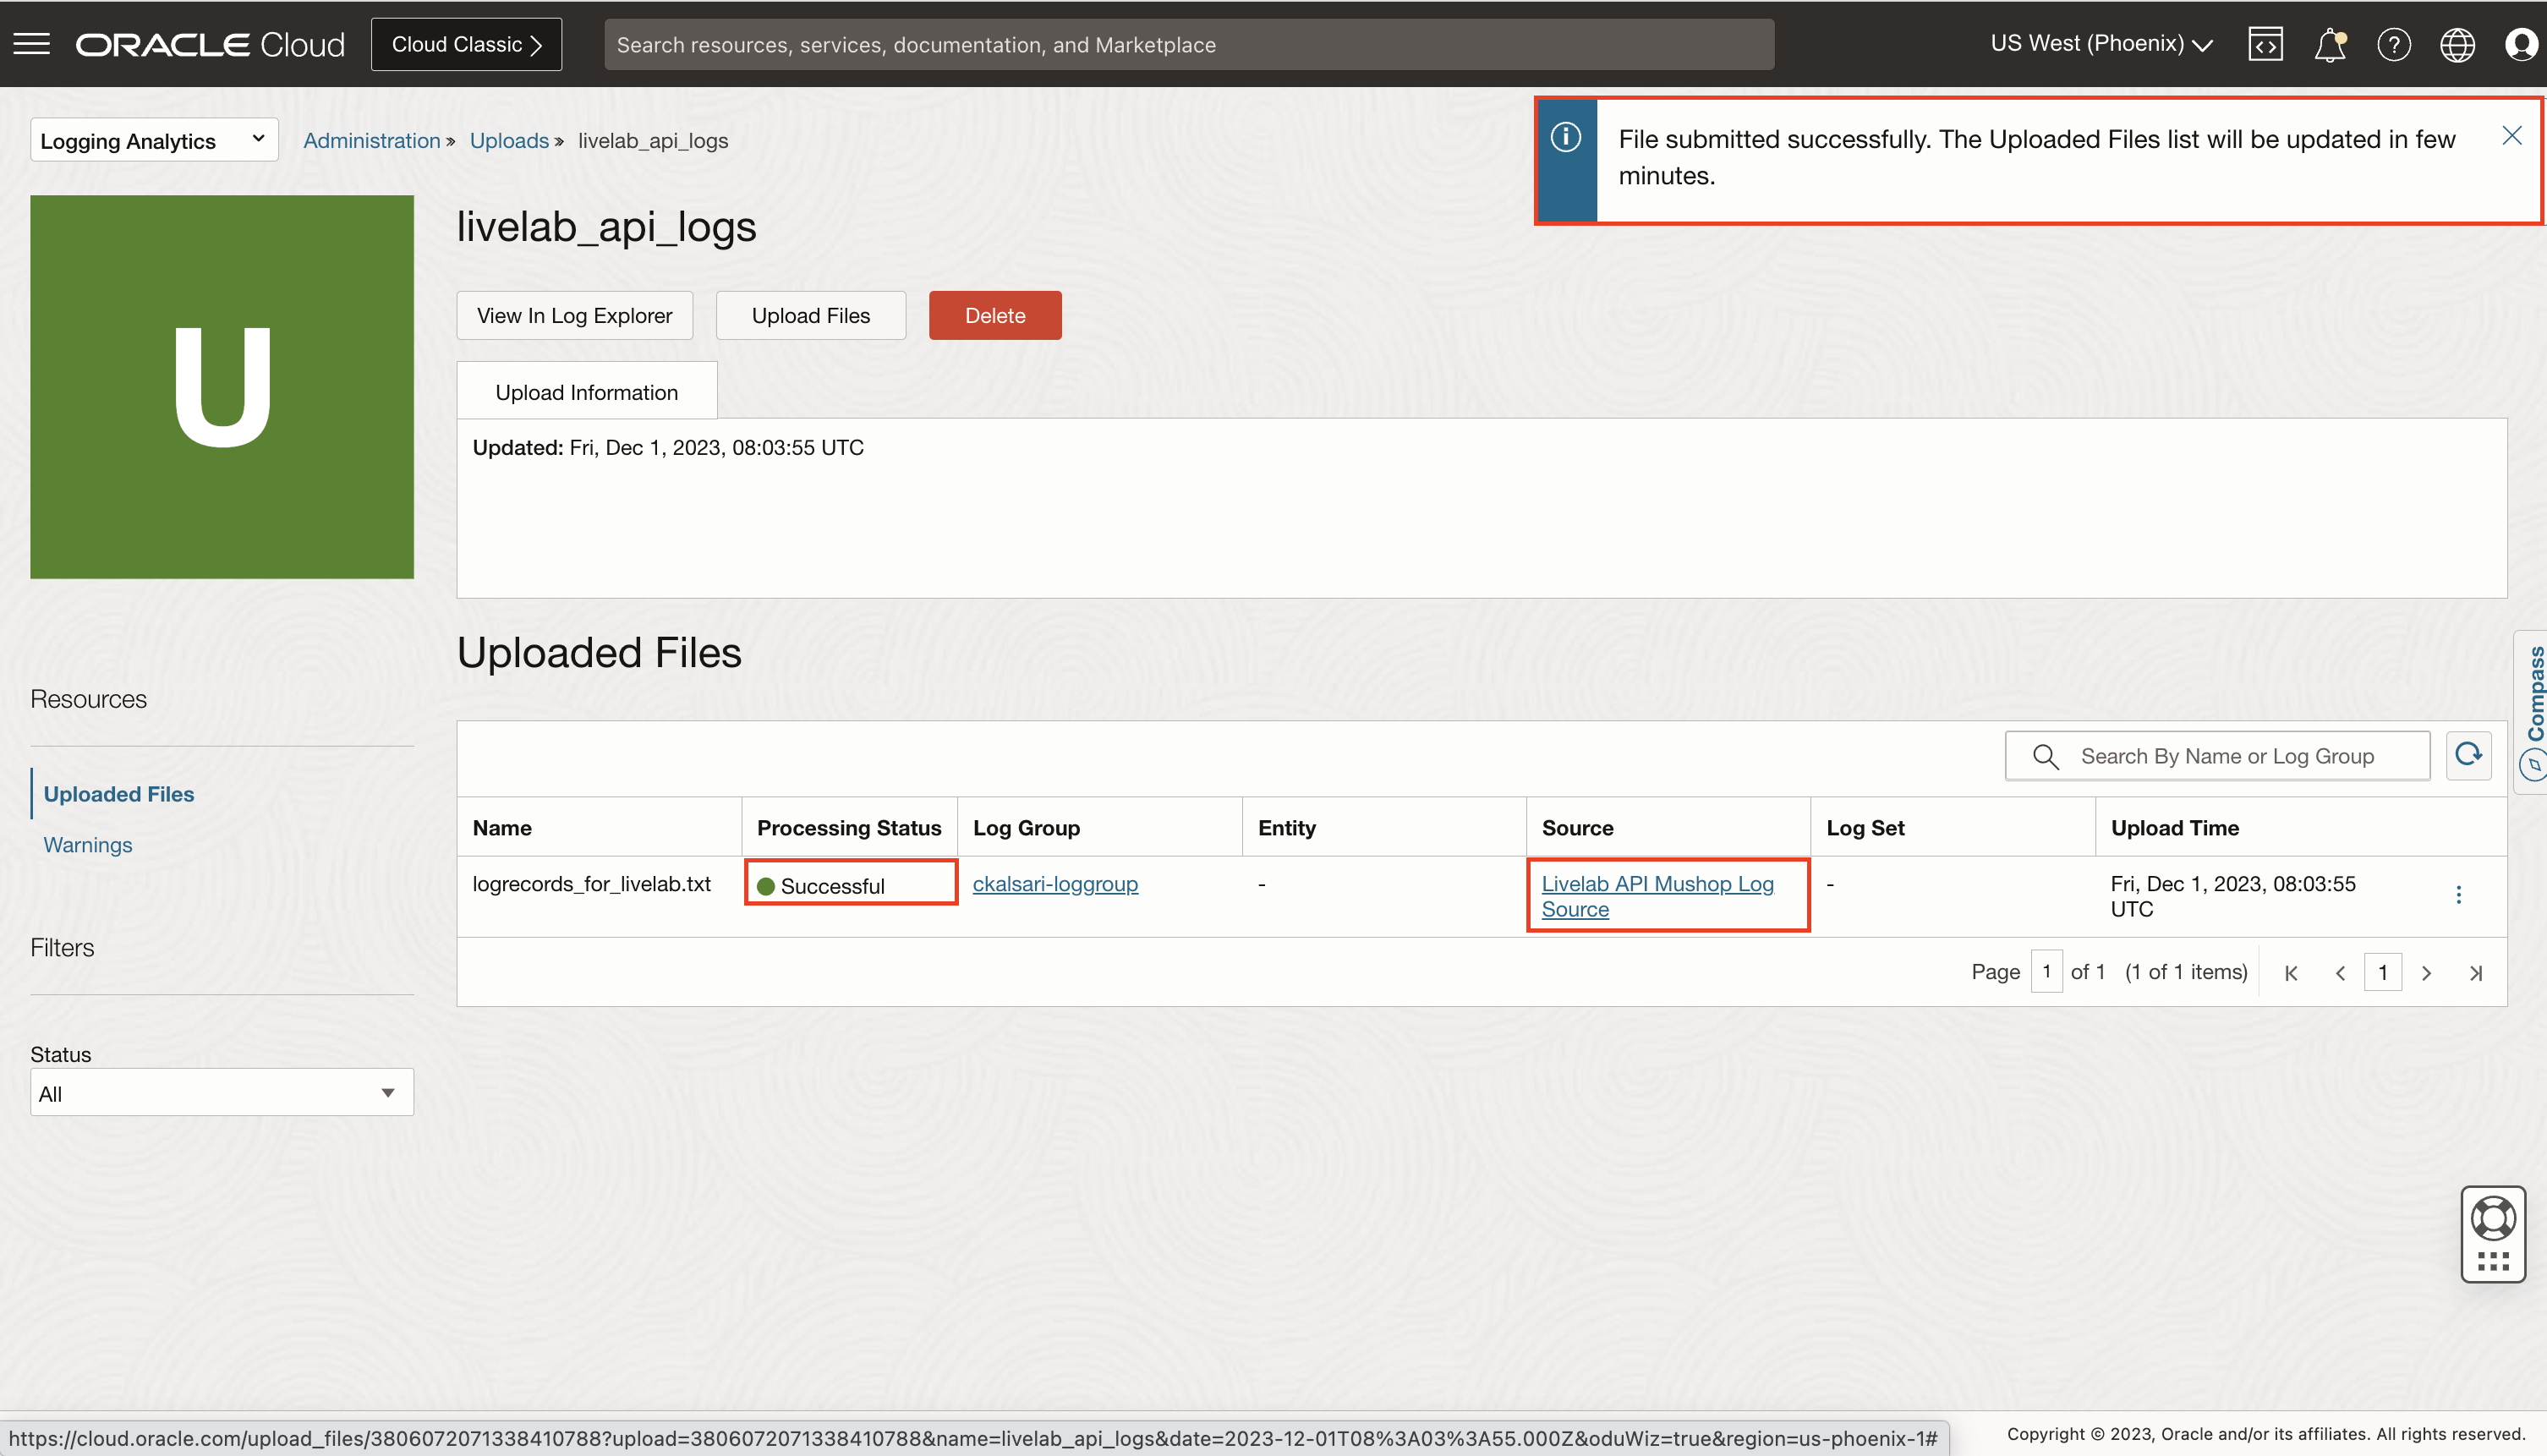 ORACLE Cloud
Cloud Classic
Search resources, services, documentation, and Marketplace
US West (Phoenix)
Logging Analytics
Administration »
Uploads »
livelab_api_logs
File submitted successfully. The Uploaded Files list will be updated in few
minutes.
U
livelab_api_logs
View In Log Explorer
Upload Files
Delete
Upload Information
Updated: Fri, Dec 1, 2023, 08:03:55 UTC
Uploaded Files
Resources
Uploaded Files
Warnings
Filters
Status
All
Search By Name or Log Group
Name
Processing Status
Log Group
Entity
Source
Log Set
Upload Time
logrecords_for_livelab.txt
Successful
ckalsari-loggroup
-
Livelab API Mushop Log
Source
-
Fri, Dec 1, 2023, 08:03:55
UTC
Page 1 of 1 (1 of 1 items)
1
Compass
https://cloud.oracle.com/upload_files/3806072071338410788?upload=3806072071338410788&name=livelab_api_logs&date=2023-12-01T08%3A03%3A55.000Z&oduWiz=true&region=us-phoenix-1#
Copyright © 2023, Oracle and/or its affiliates. All rights reserved.